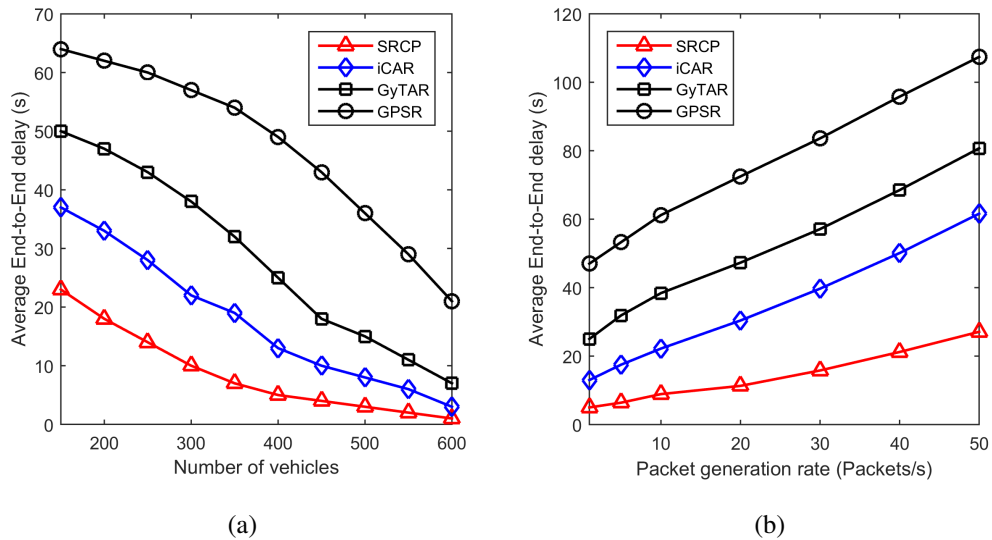 70
60
50
40
30
20
10
0
200
300
400
500
600
Average End-to-End delay (s)
Number of vehicles
SRCP
iCAR
GyTAR
GPSR
(a)
120
100
80
60
40
20
0
10
20
30
40
50
Average End-to-End delay (s)
Packet generation rate (Packets/s)
SRCP
iCAR
GyTAR
GPSR
(b)